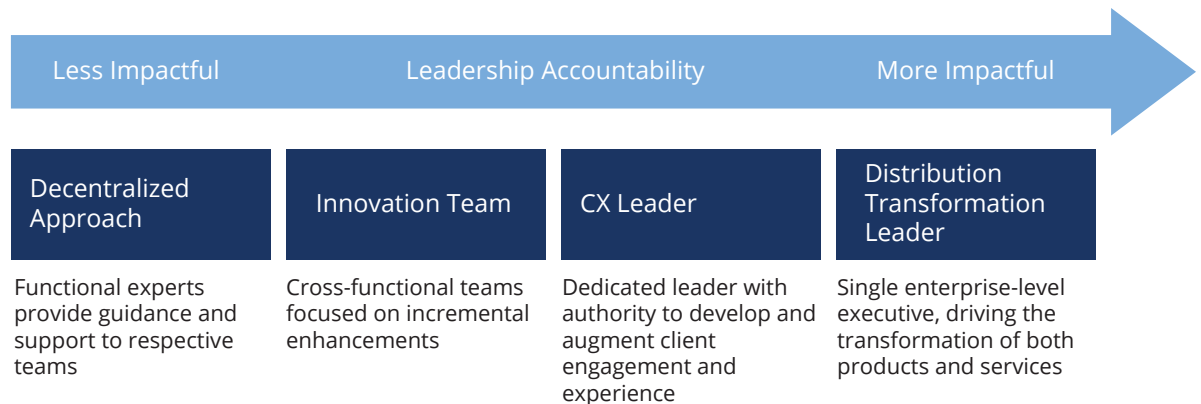 Less Impactful
Leadership Accountability
More Impactful
Decentralized
Approach
Innovation Team
CX Leader
Distribution
Transformation
Leader
Functional experts
provide guidance and
support to respective
teams
Cross-functional teams
focused on incremental
enhancements
Dedicated leader with
authority to develop and
augment client
engagement and
experience
Single enterprise-level
executive, driving the
transformation of both
products and services